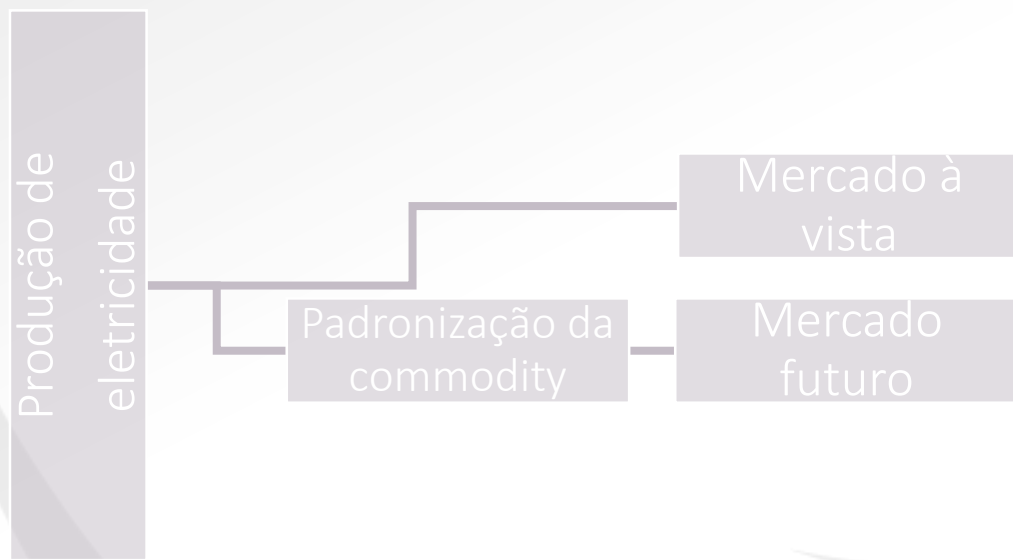 Produção de
eletricidade
Mercado à
vista
Padronização da
commodity
Mercado
futuro